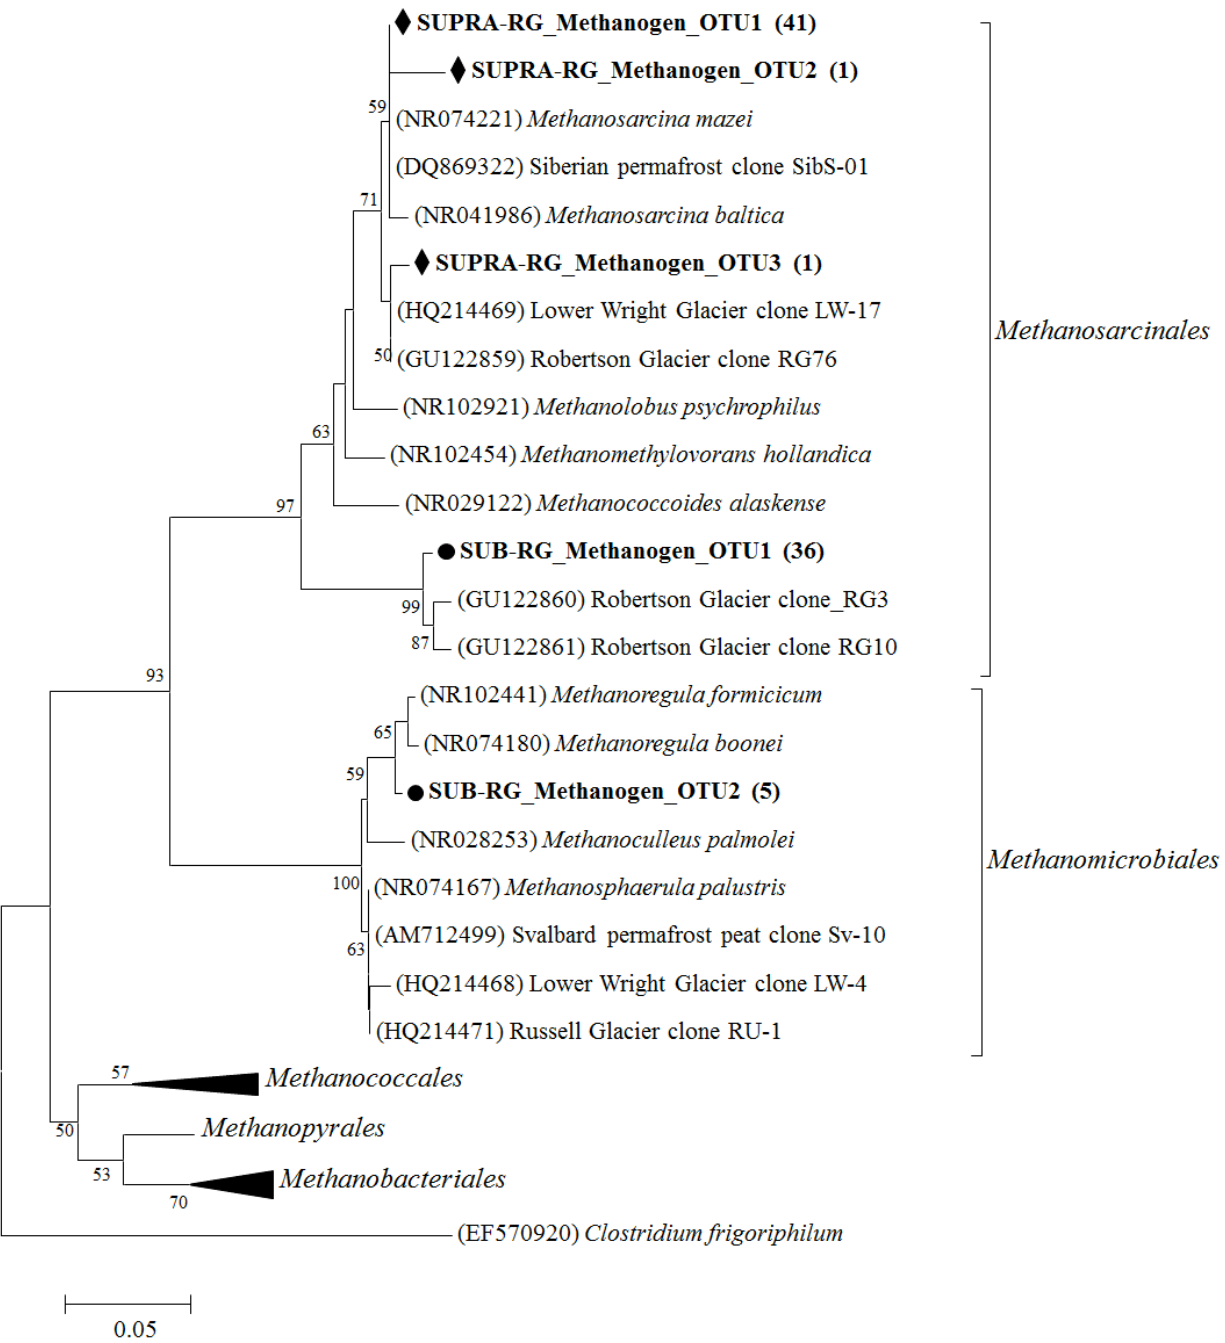 SUPRA-RG_Methanogen_OTU1 (41)
SUPRA-RG_Methanogen_OTU2 (1)
59
(NR074221) Methanosarcina mazei
(DQ869322) Siberian permafrost clone SibS-01
71
(NR041986) Methanosarcina baltica
SUPRA-RG_Methanogen_OTU3 (1)
(HQ214469) Lower Wright Glacier clone LW-17
Methanosarcinales
50
(GU122859) Robertson Glacier clone RG76
(NR102921) Methanolobus psychrophilus
63
(NR102454) Methanomethylovorans hollandica
97
(NR029122) Methanococcoides alaskense
SUB-RG_Methanogen_OTU1 (36)
99
(GU122860) Robertson Glacier clone_RG3
87
(GU122861) Robertson Glacier clone RG10
93
(NR102441) Methanoregula formicicum
65
(NR074180) Methanoregula boonei
59
SUB-RG_Methanogen_OTU2 (5)
(NR028253) Methanoculleus palmolei
Methanomicrobiales
100
(NR074167) Methanosphaerula palustris
(AM712499) Svalbard permafrost peat clone Sv-10
63
(HQ214468) Lower Wright Glacier clone LW-4
(HQ214471) Russell Glacier clone RU-1
57
Methanococcales
50
Methanopyrales
53
Methanobacteriales
70
(EF570920) Clostridium frigoriphilum
0.05